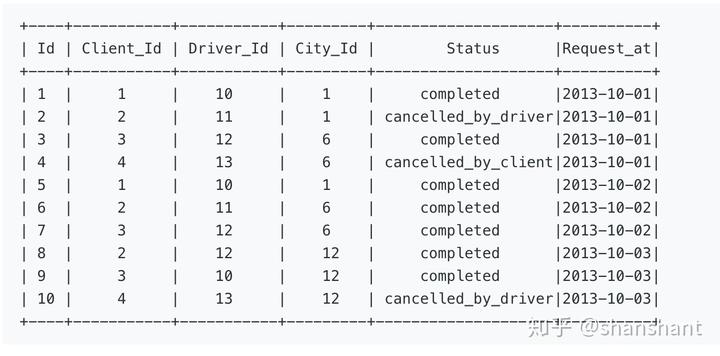 +----+-----------+-----------+---------+--------------------+----------+
| Id | Client_Id | Driver_Id | City_Id |        Status      |Request_at|
+----+-----------+-----------+---------+--------------------+----------+
| 1  |     1     |    10     |    1    |     completed      |2013-10-01|
| 2  |     2     |    11     |    1    | cancelled_by_driver|2013-10-01|
| 3  |     3     |    12     |    6    |     completed      |2013-10-01|
| 4  |     4     |    13     |    6    | cancelled_by_client|2013-10-01|
| 5  |     1     |    10     |    1    |     completed      |2013-10-02|
| 6  |     2     |    11     |    6    |     completed      |2013-10-02|
| 7  |     3     |    12     |    6    |     completed      |2013-10-02|
| 8  |     2     |    12     |    12   |     completed      |2013-10-03|
| 9  |     3     |    10     |    12   |     completed      |2013-10-03|
| 10 |     4     |    13     |    12   | cancelled_by_driver|2013-10-03|
+----+-----------+-----------+---------+--------------------+----------+
知乎 @shanshant